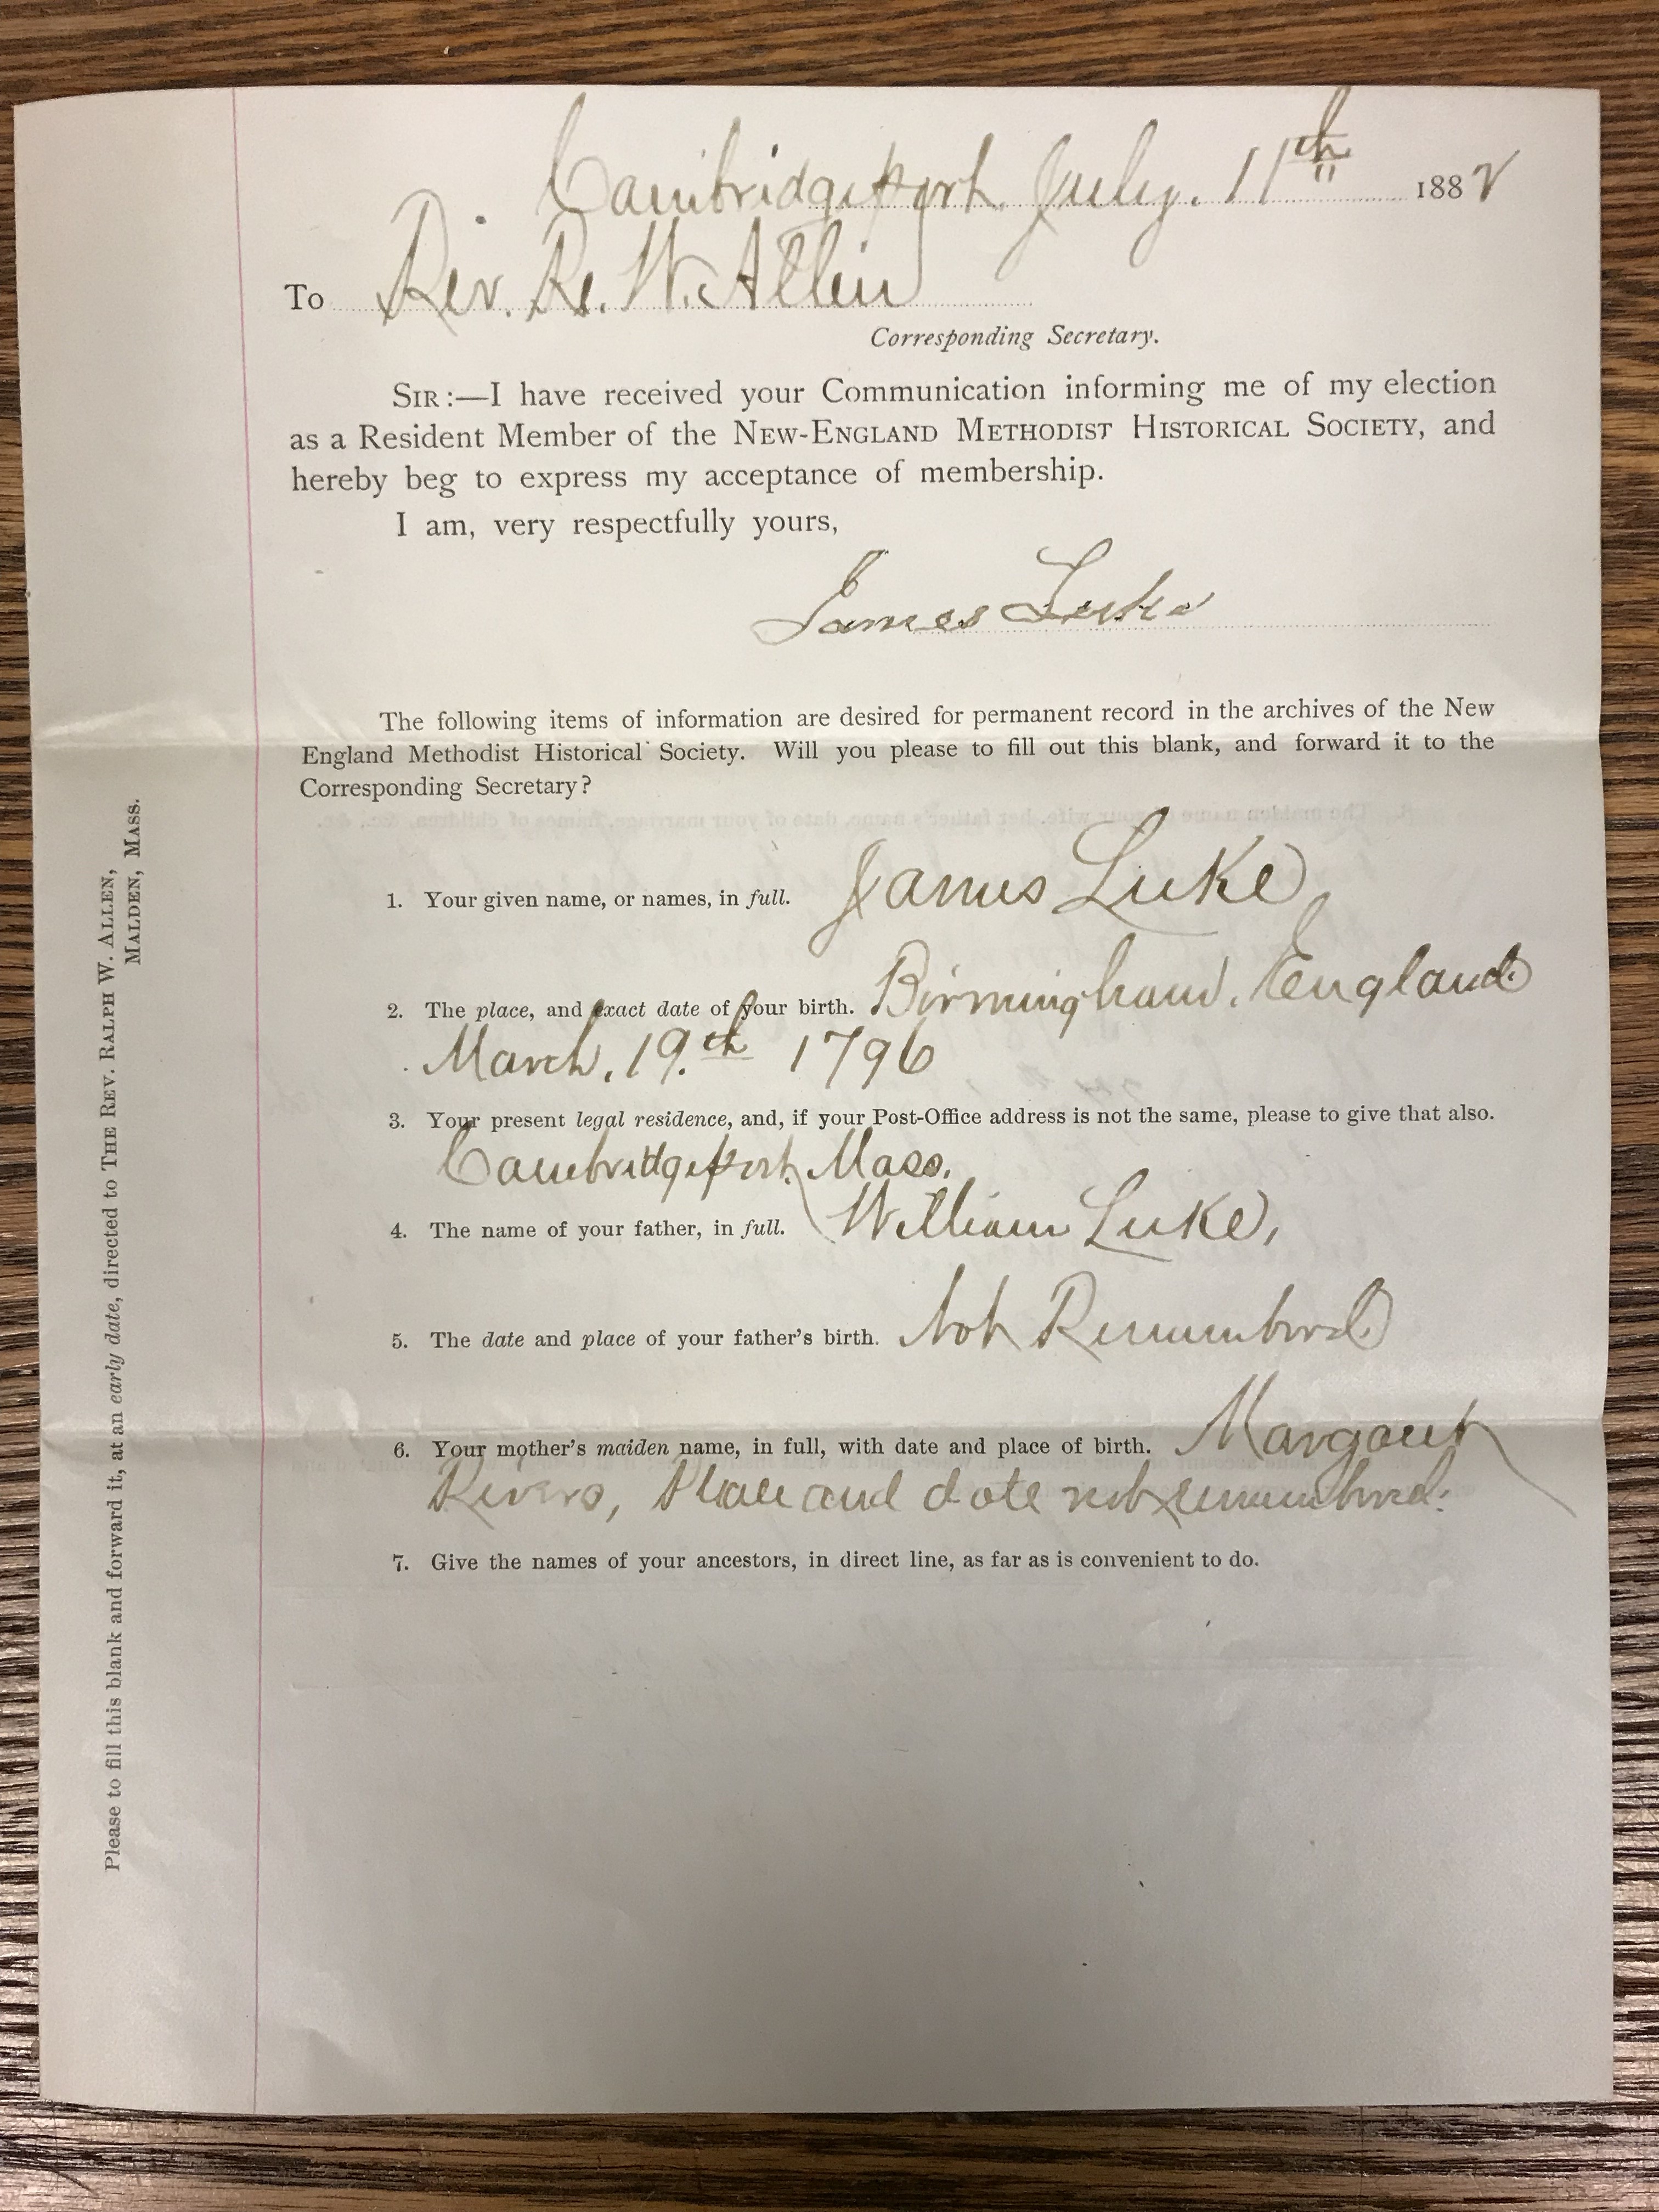 Cambridgeport July. 11th 1882
To Rev. R. W. Allen
Corresponding Secretary.
SIR:—I have received your Communication informing me of my election
as a Resident Member of the NEW-ENGLAND METHODIST HISTORICAL SOCIETY, and
hereby beg to express my acceptance of membership.
I am, very respectfully yours,
James Luke
The following items of information are desired for permanent record in the archives of the New
England Methodist Historical Society. Will you please to fill out this blank, and forward it to the
Corresponding Secretary?
1. Your given name, or names, in full. James Luke
2. The place, and exact date of your birth. Birmingham. England
March. 19.th 1796
3. Your present legal residence, and, if your Post-Office address is not the same, please to give that also.
Cambridgeport. Mass.
4. The name of your father, in full. William Luke,
5. The date and place of your father's birth. Not Remembered
6. Your mother's maiden name, in full, with date and place of birth. Margaret
Rivers, Place and date not remembered.
7. Give the names of your ancestors, in direct line, as far as is convenient to do.
Please to fill this blank and forward it, at an early date, directed to THE REV. RALPH W. ALLEN,
MALDEN, MASS.